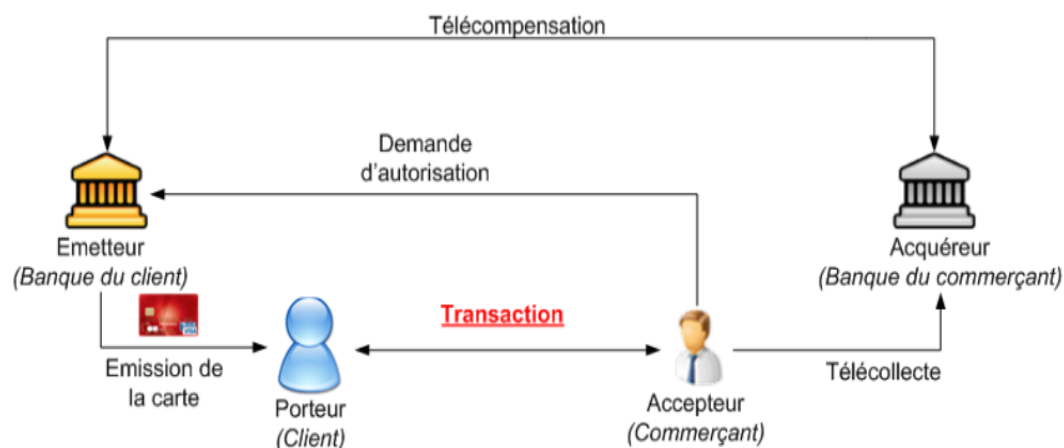 Télécompensation
Demande
d'autorisation
Emetteur
(Banque du client)
Acquéreur
(Banque du commerçant)
Transaction
Emission de
la carte
Porteur
(Client)
Accepteur
(Commerçant)
Télécollecte
VISA